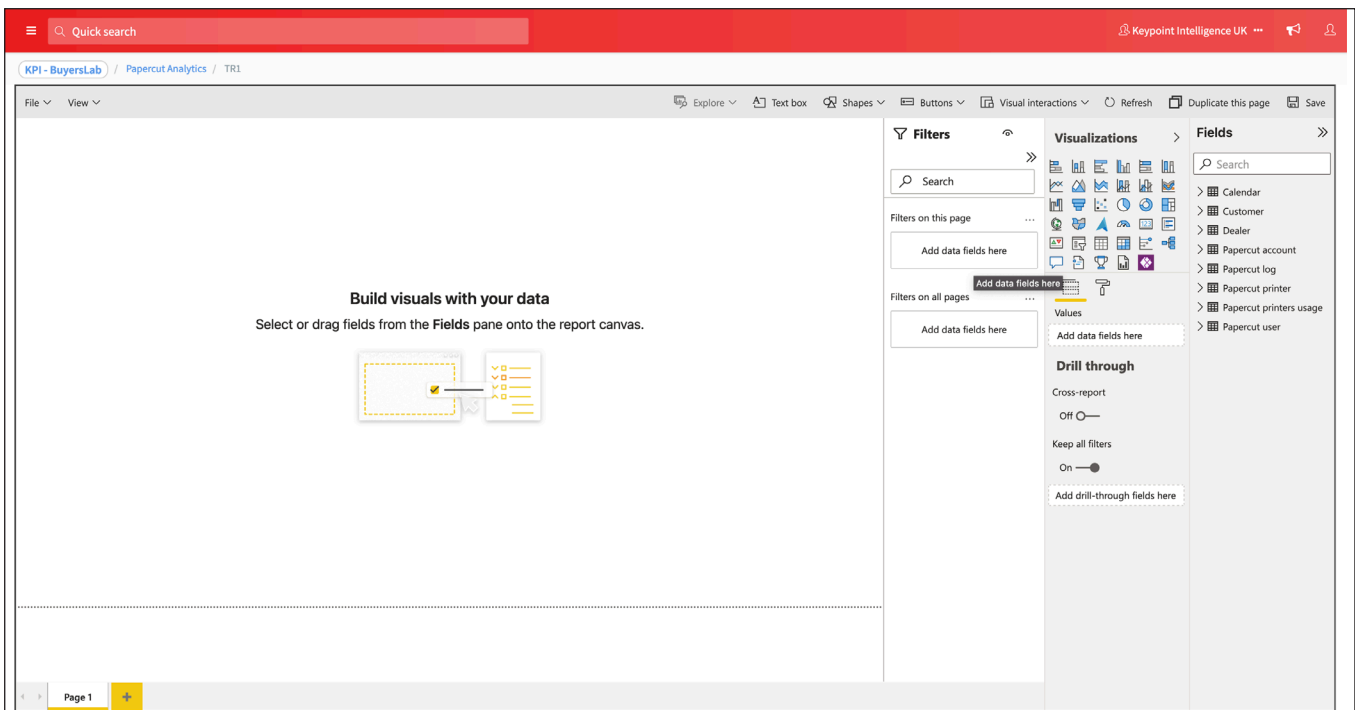 Quick search
Keypoint Intelligence UK ...
KPI - BuyersLab / Papercut Analytics / TR1
File View Explore Text box Shapes Buttons Visual interactions Refresh Duplicate this page Save
Filters
Search
Filters on this page ...
Add data fields here
Add data fields here
Filters on all pages ...
Add data fields here
Visualizations
Values
Add data fields here
Drill through
Cross-report
Off
Keep all filters
On
Add drill-through fields here
Fields
Search
Calendar
Customer
Dealer
Papercut account
Papercut log
Papercut printer
Papercut printers usage
Papercut user
Build visuals with your data
Select or drag fields from the Fields pane onto the report canvas.
Page 1 +